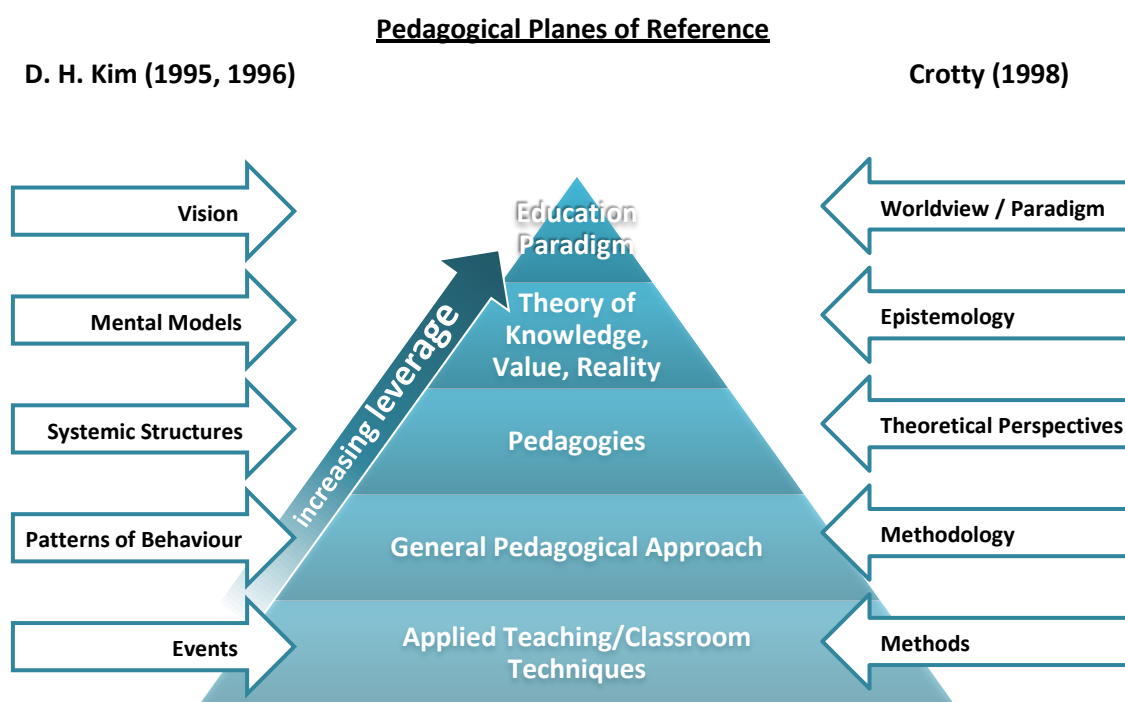 Pedagogical Planes of Reference
D. H. Kim (1995, 1996)
Crotty (1998)
Vision
Education
Paradigm
Worldview / Paradigm
Mental Models
Theory of
Knowledge,
Value, Reality
Epistemology
increasing leverage
Systemic Structures
Pedagogies
Theoretical Perspectives
Patterns of Behaviour
General Pedagogical Approach
Methodology
Events
Applied Teaching/Classroom
Techniques
Methods